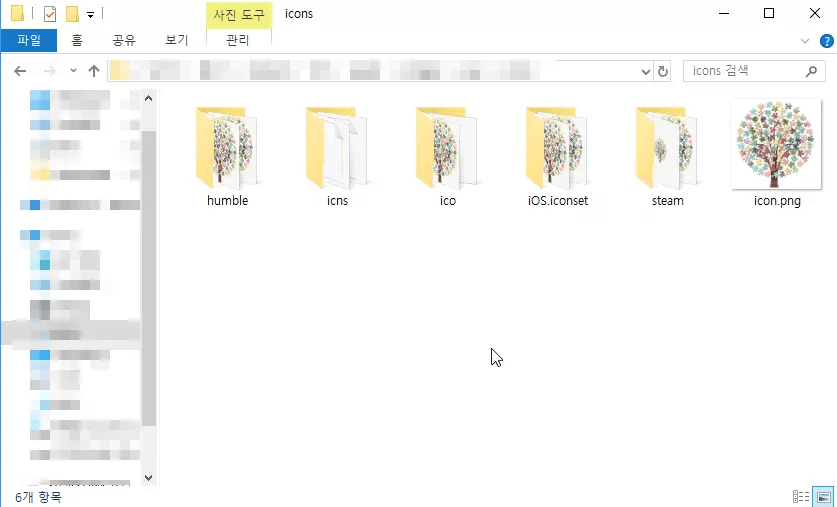 사진 도구 icons
파일 홈 공유 보기 관리
icons 검색
humble icns ico iOS.iconset steam icon.png
6개 항목